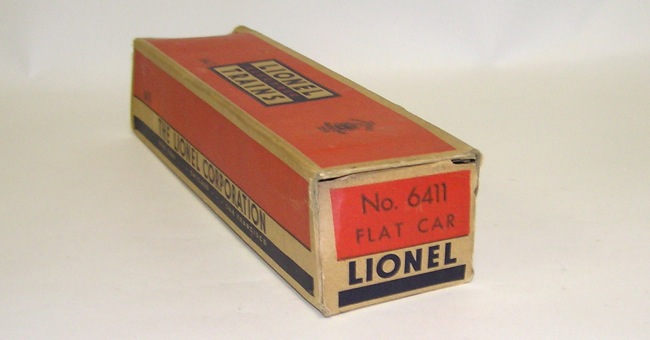 LIONEL
TRAINS
THE LIONEL CORPORATION
No. 6411
FLAT CAR
LIONEL